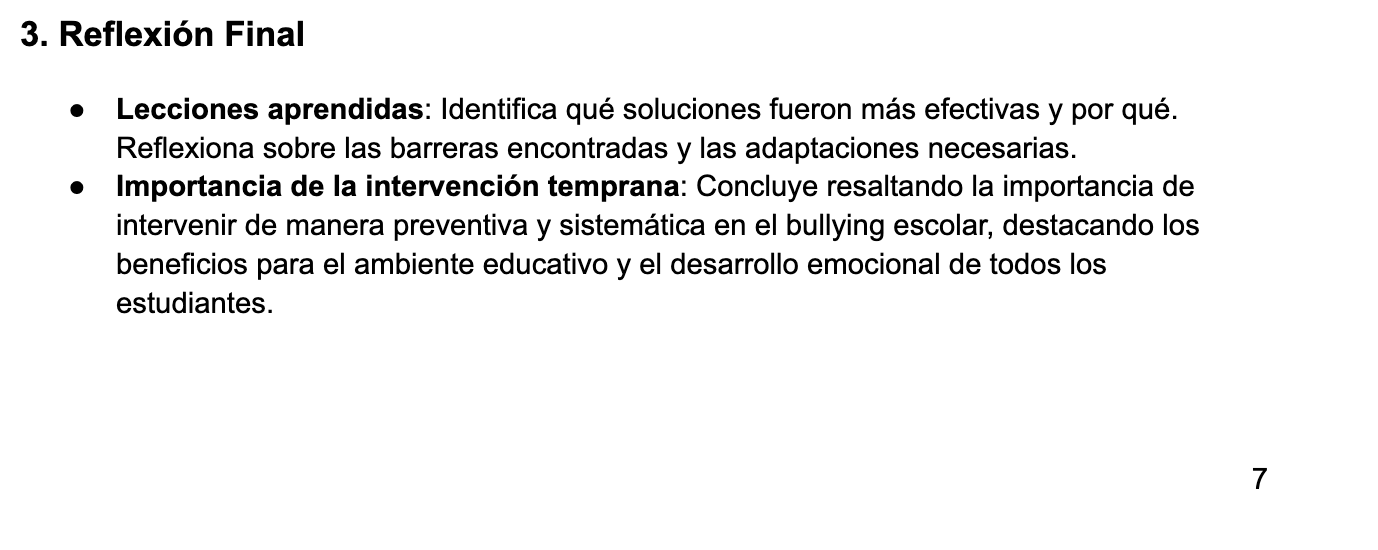 3. Reflexión Final
● Lecciones aprendidas: Identifica qué soluciones fueron más efectivas y por qué.
Reflexiona sobre las barreras encontradas y las adaptaciones necesarias.
● Importancia de la intervención temprana: Concluye resaltando la importancia de
intervenir de manera preventiva y sistemática en el bullying escolar, destacando los
beneficios para el ambiente educativo y el desarrollo emocional de todos los
estudiantes.
7